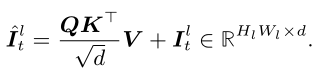 $\hat{\boldsymbol{I}}_t^l = \frac{\boldsymbol{Q}\boldsymbol{K}^\top}{\sqrt{d}} \boldsymbol{V} + \boldsymbol{I}_t^l \in \mathbb{R}^{H_l W_l \times d}.$